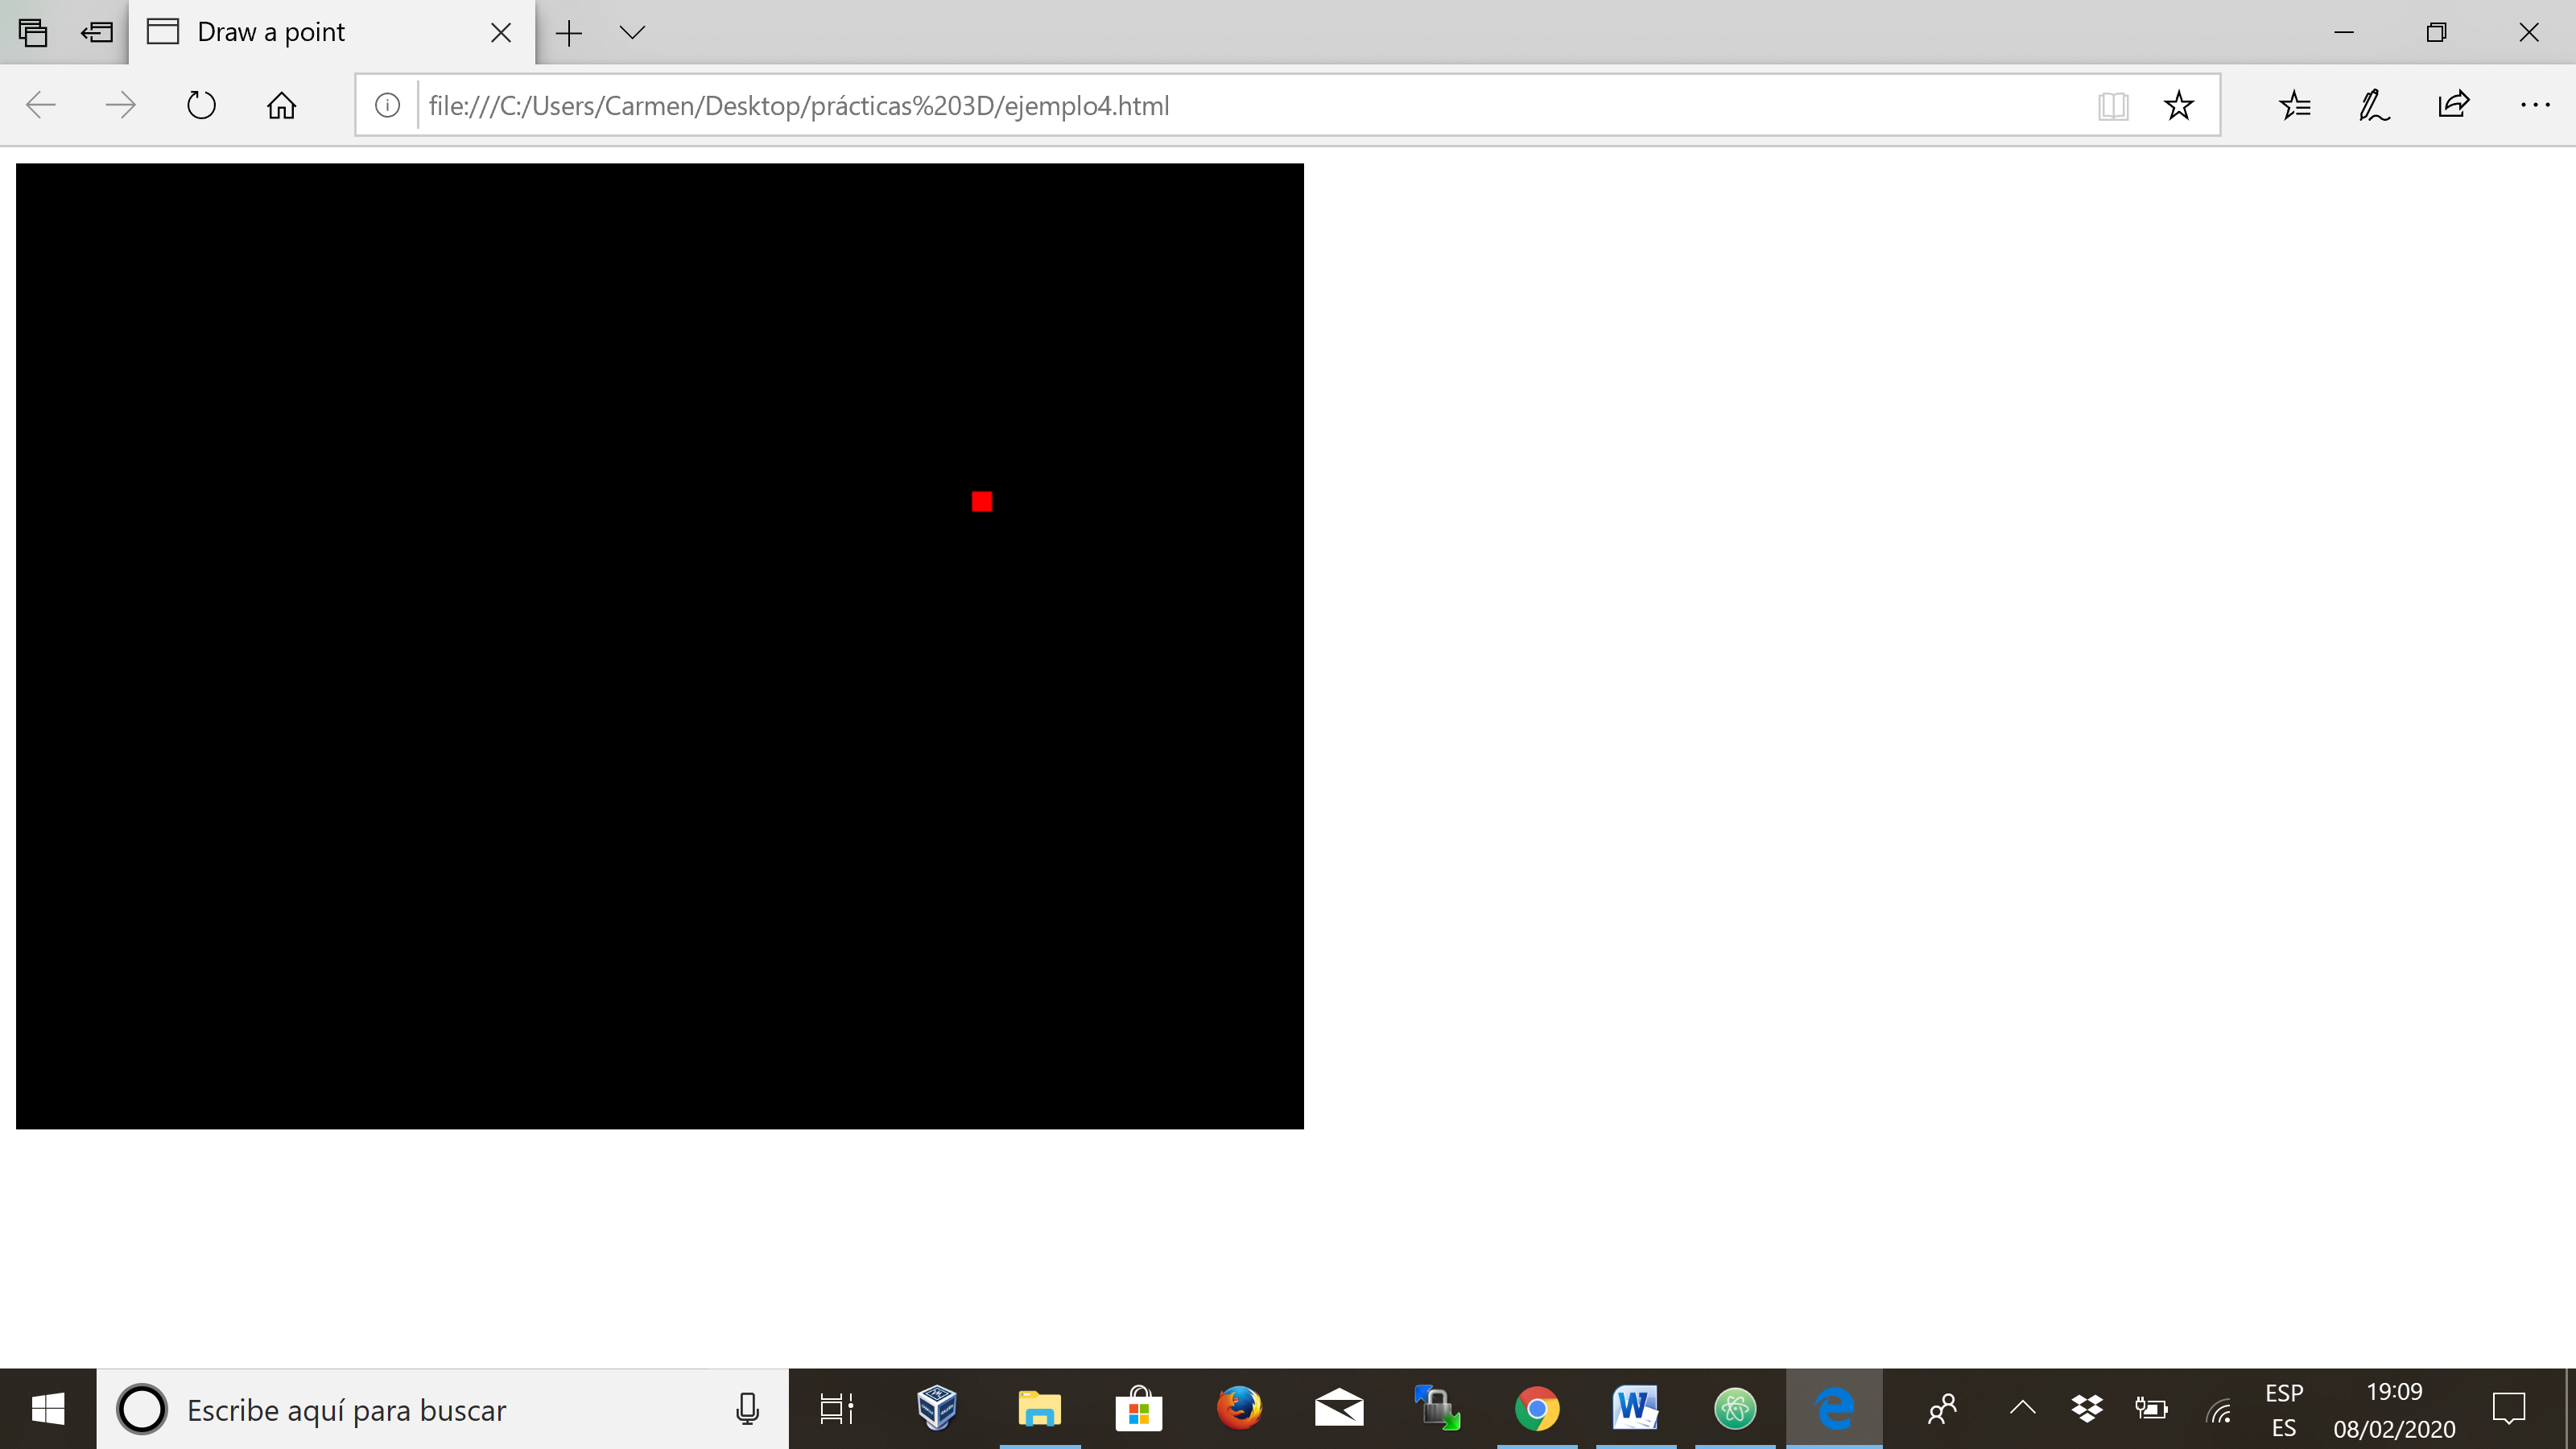 Draw a point
file:///C:/Users/Carmen/Desktop/prácticas%203D/ejemplo4.html
Escribe aquí para buscar
ESP
ES
19:09
08/02/2020